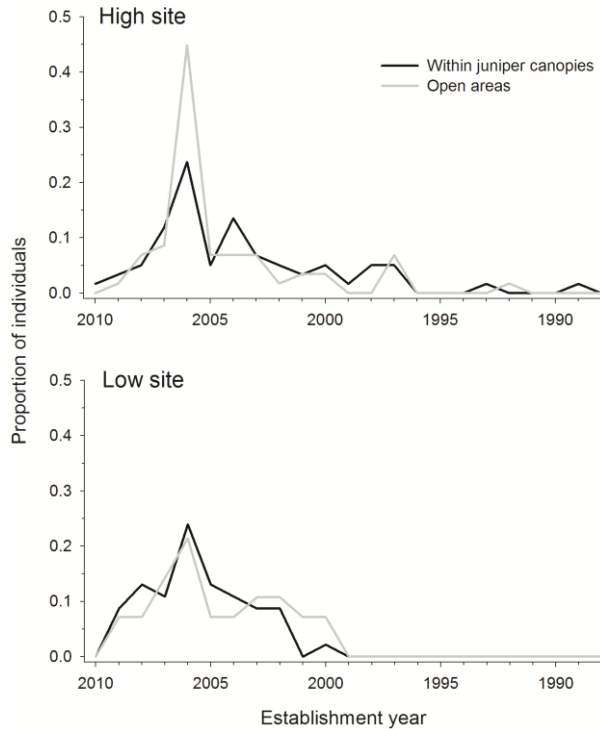 High site
0.5
0.4
0.3
0.2
0.1
0.0
Within juniper canopies
Open areas
2010 2005 2000 1995 1990
Proportion of individuals
Low site
0.5
0.4
0.3
0.2
0.1
0.0
2010 2005 2000 1995 1990
Establishment year